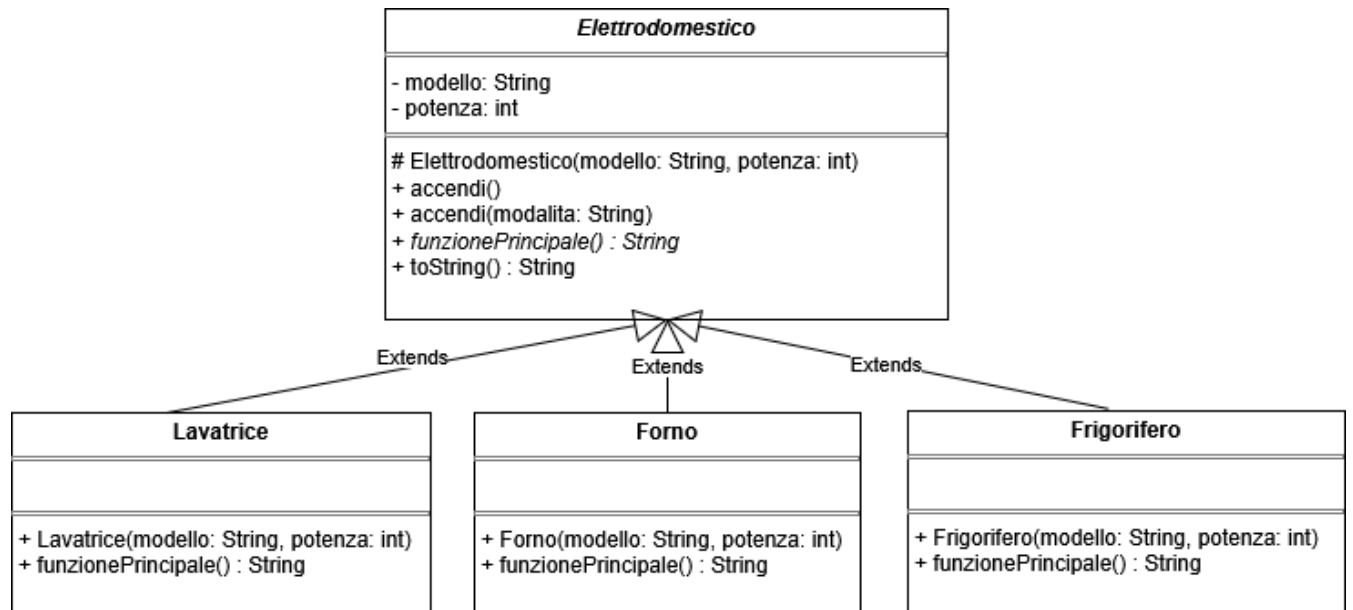 Elettrodomestico
- modello: String
- potenza: int
# Elettrodomestico(modello: String, potenza: int)
+ accendi()
+ accendi(modalita: String)
+ funzionePrincipale() : String
+ toString() : String
Extends
Extends
Extends
Lavatrice
+ Lavatrice(modello: String, potenza: int)
+ funzionePrincipale() : String
Forno
+ Forno(modello: String, potenza: int)
+ funzionePrincipale() : String
Frigorifero
+ Frigorifero(modello: String, potenza: int)
+ funzionePrincipale() : String